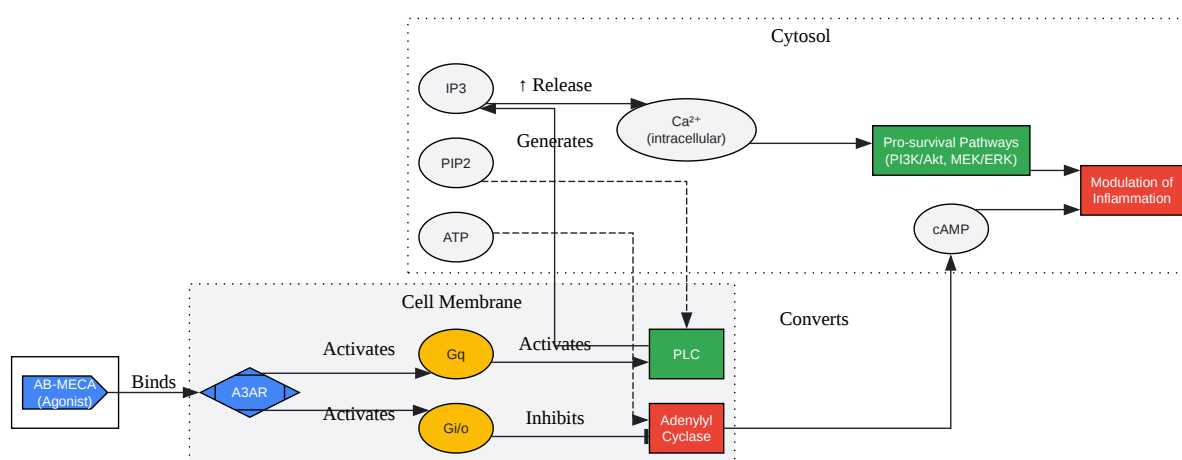 Cytosol
IP3
↑ Release
Ca²⁺
(intracellular)
Generates
PIP2
Pro-survival Pathways
(PI3K/Akt, MEK/ERK)
Modulation of
Inflammation
ATP
cAMP
Cell Membrane
Converts
Activates
Gq
Activates
PLC
AB-MECA
(Agonist)
Binds
A3AR
Activates
Gi/o
Inhibits
Adenylyl
Cyclase